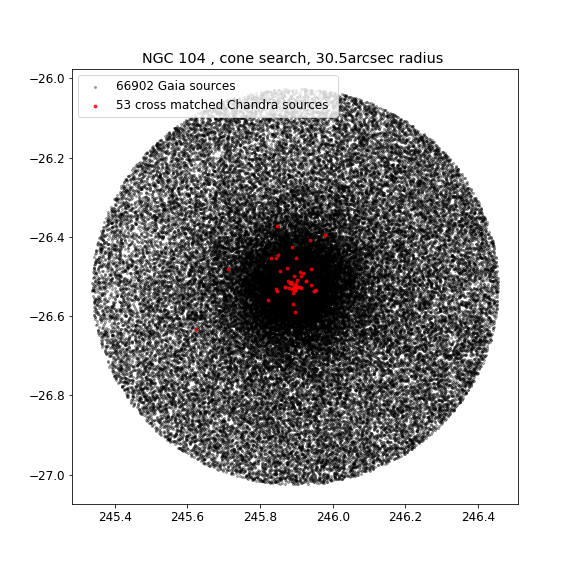 NGC 104 , cone search, 30.5arcsec radius
66902 Gaia sources
53 cross matched Chandra sources
−26.0
−26.2
−26.4
−26.6
−26.8
−27.0
245.4 245.6 245.8 246.0 246.2 246.4